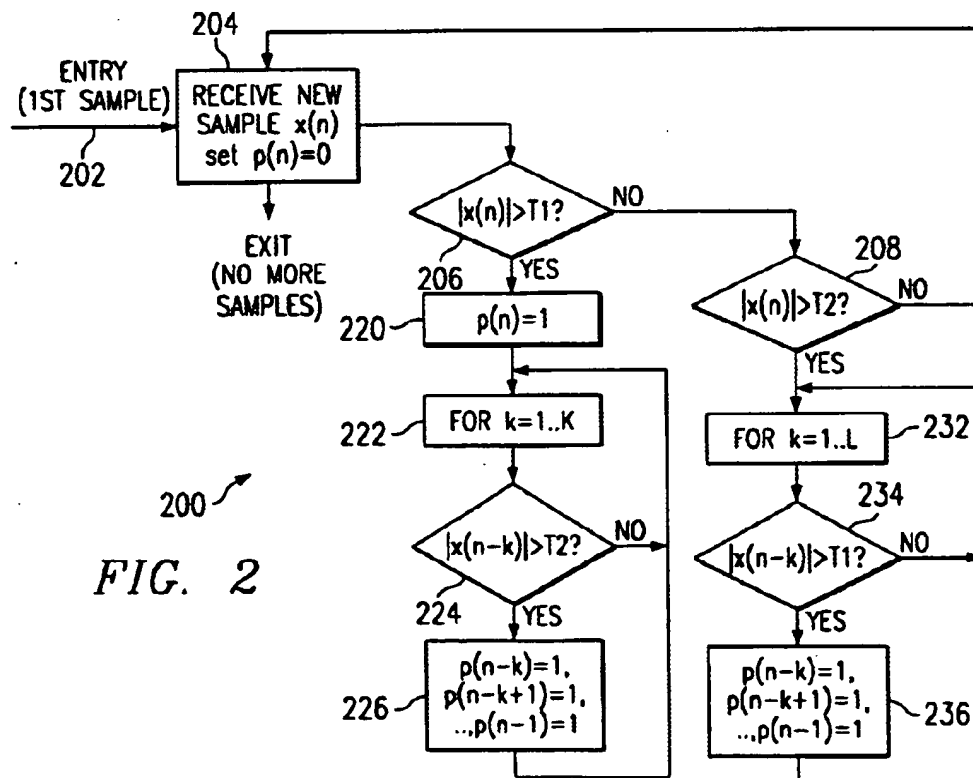 204
ENTRY
(1ST SAMPLE)
202
RECEIVE NEW
SAMPLE x(n)
set p(n)=0
EXIT
(NO MORE
SAMPLES)
|x(n)|>T1?
NO
206
YES
208
|x(n)|>T2?
NO
YES
220
p(n)=1
222
FOR k=1..K
FOR k=1..L
232
200
FIG. 2
|x(n-k)|>T2?
NO
224
YES
234
|x(n-k)|>T1?
NO
YES
226
p(n-k)=1,
p(n-k+1)=1,
..,p(n-1)=1
p(n-k)=1,
p(n-k+1)=1,
..,p(n-1)=1
236